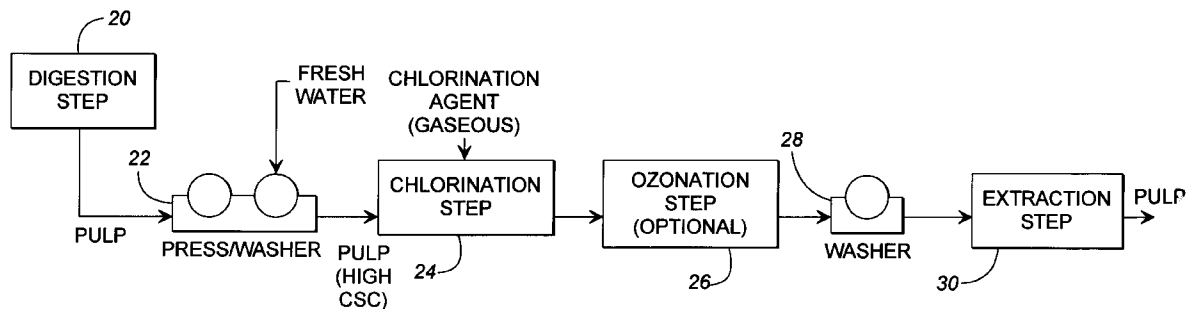 20
DIGESTION
STEP
PULP
22
PRESS/WASHER
FRESH
WATER
PULP
(HIGH
CSC)
CHLORINATION
AGENT
(GASEOUS)
CHLORINATION
STEP
24
OZONATION
STEP
(OPTIONAL)
26
28
WASHER
EXTRACTION
STEP
30
PULP